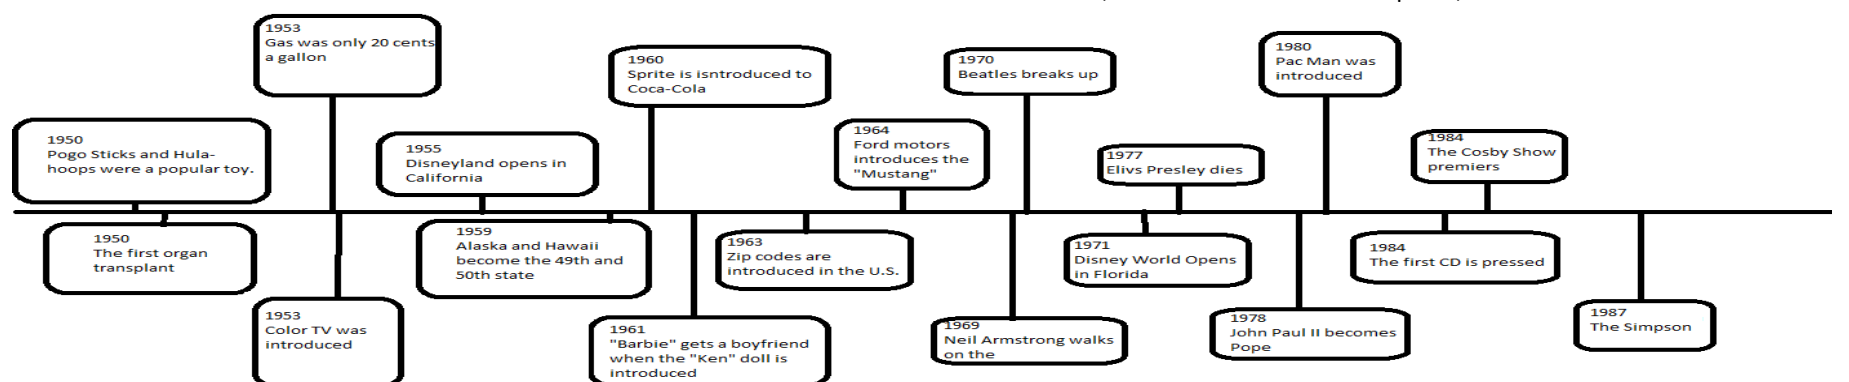 1953
Gas was only 20 cents
a gallon
1960
Sprite is isntroduced to
Coca-Cola
1970
Beatles breaks up
1980
Pac Man was
introduced
1950
Pogo Sticks and Hula-
hoops were a popular toy.
1955
Disneyland opens in
California
1964
Ford motors
introduces the
"Mustang"
1977
Elivs Presley dies
1984
The Cosby Show
premiers
1950
The first organ
transplant
1959
Alaska and Hawaii
become the 49th and
50th state
1963
Zip codes are
introduced in the U.S.
1971
Disney World Opens
in Florida
1984
The first CD is pressed
1953
Color TV was
introduced
1961
"Barbie" gets a boyfriend
when the "Ken" doll is
introduced
1969
Neil Armstrong walks
on the
1978
John Paul II becomes
Pope
1987
The Simpson